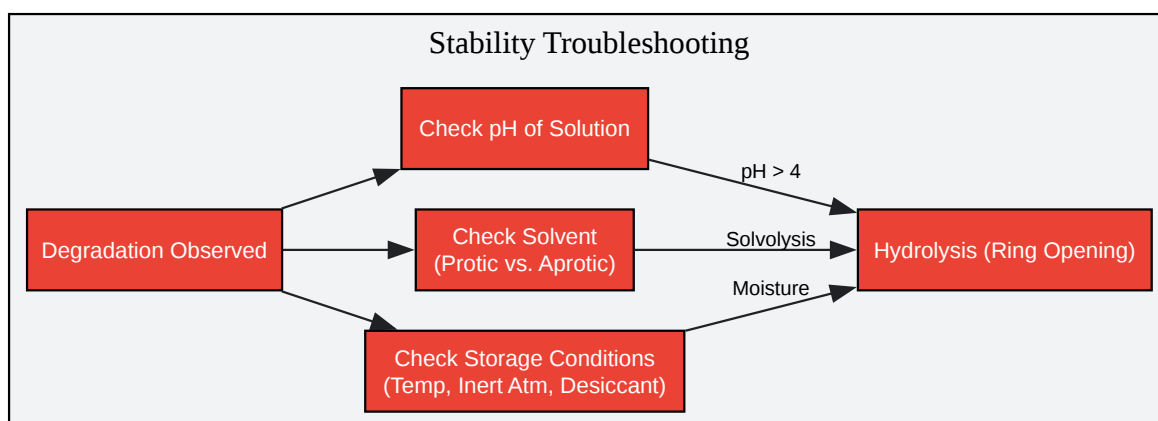 Stability Troubleshooting
Check pH of Solution
pH > 4
Degradation Observed
Check Solvent
(Protic vs. Aprotic)
Solvolysis
Hydrolysis (Ring Opening)
Moisture
Check Storage Conditions
(Temp, Inert Atm, Desiccant)